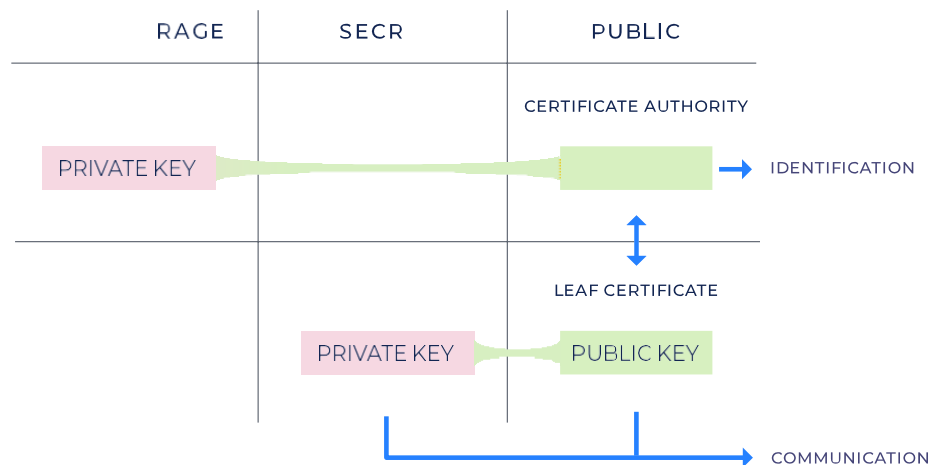 RAGE SECR PUBLIC
CERTIFICATE AUTHORITY
PRIVATE KEY
IDENTIFICATION
LEAF CERTIFICATE
PRIVATE KEY PUBLIC KEY
COMMUNICATION